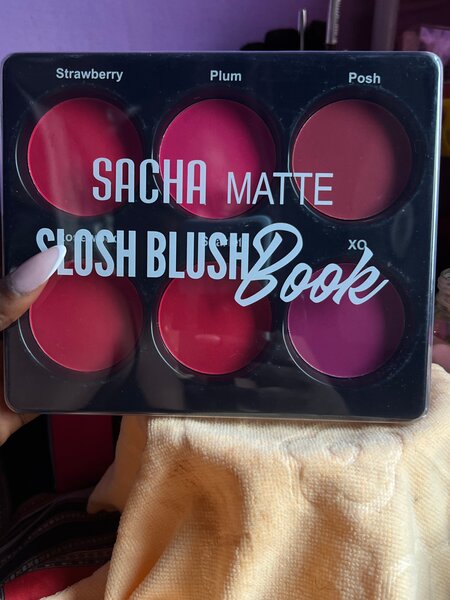 Strawberry Plum Posh
SACHA MATTE
XO
SLOSH BLUSH Book